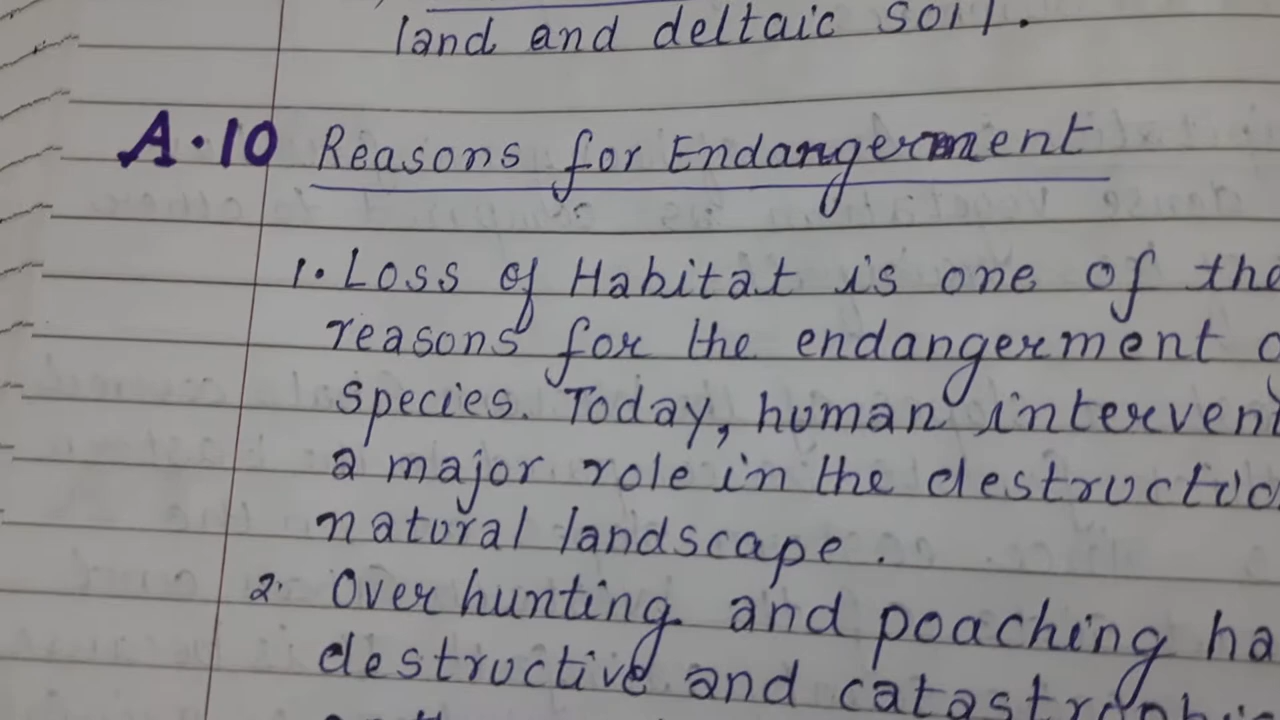 land and deltaic soil.
A.10 Reasons for Endangerment
1. Loss of Habitat is one of the
reasons for the endangerment
species. Today, human
a major role in the
natural landscape.
2. Over hunting and poaching
destructive and